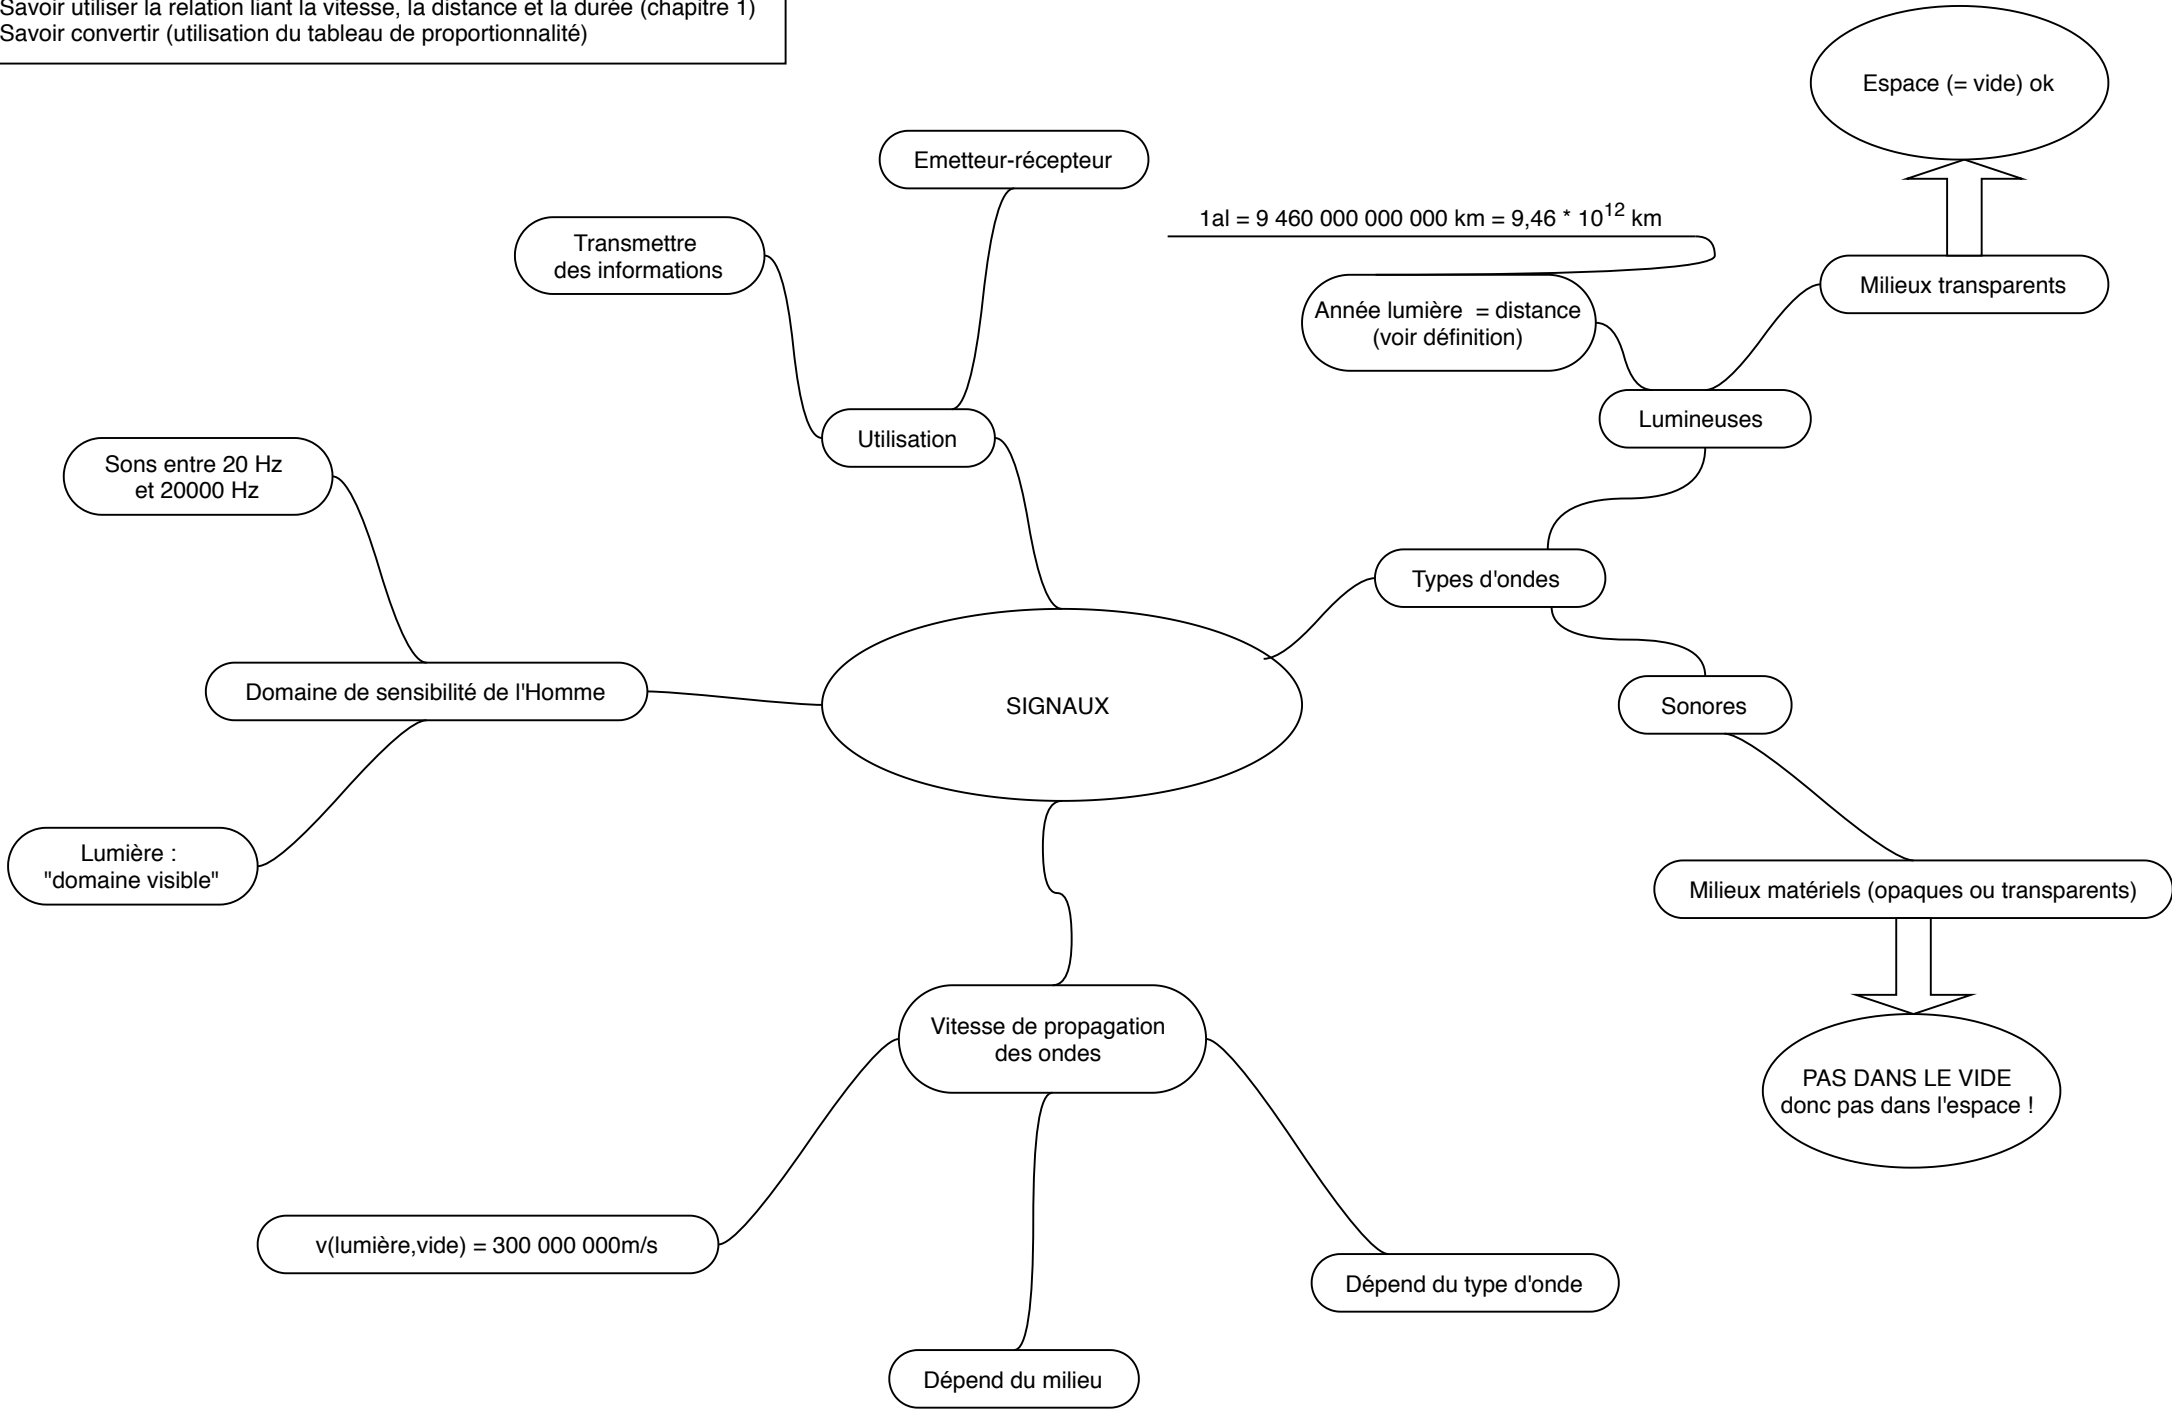 Savoir utiliser la relation liant la vitesse, la distance et la durée (chapitre 1)
Savoir convertir (utilisation du tableau de proportionnalité)
Espace (= vide) ok
Emetteur-récepteur
1al = 9 460 000 000 000 km = 9,46 * 10^12 km
Transmettre
des informations
Milieux transparents
Année lumière  = distance
(voir définition)
Lumineuses
Utilisation
Sons entre 20 Hz
et 20000 Hz
Types d'ondes
Domaine de sensibilité de l'Homme
SIGNAUX
Sonores
Lumière :
"domaine visible"
Milieux matériels (opaques ou transparents)
Vitesse de propagation
des ondes
PAS DANS LE VIDE
donc pas dans l'espace !
v(lumière,vide) = 300 000 000m/s
Dépend du type d'onde
Dépend du milieu